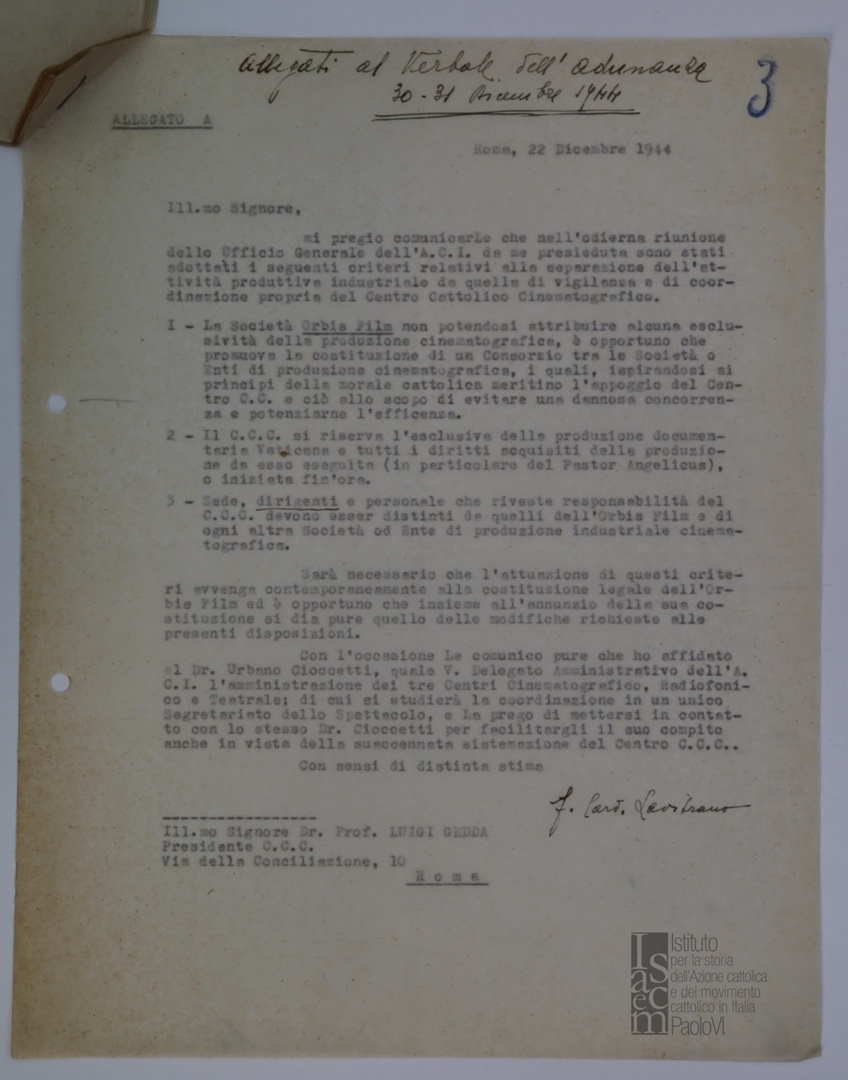 Allegati al Verbale dell'adunanza
30-31 Dicembre 1944
3
ALLEGATO A
Roma, 22 Dicembre 1944
Ill.mo Signore,
mi pregio comunicarLe che nell'odierna riunione
dello Ufficio Generale dell'A.C.I. da me presieduta sono stati
adottati i seguenti criteri relativi alla separazione dell'at-
tività produttiva industriale da quella di vigilanza e di coor-
dinazione propria del Centro Cattolico Cinematografico.
I - La Società Orbis Film non potendosi attribuire alcuna esclu-
sività della produzione cinematografica, è opportuno che
promuova la costituzione di un Consorzio tra le Società o
Enti di produzione cinematografica, i quali, ispirandosi ai
principi della morale cattolica meritino l'appoggio del Cen-
tro C.C. e ciò allo scopo di evitare una dannosa concorren-
za e potenziarne l'efficenza.
2 - Il C.C.C. si riserva l'esclusiva della produzione documen-
taria Vaticana e tutti i diritti acquisiti della produzio-
ne da esso eseguita (in particolare del Pastor Angelicus),
o iniziata fin'ora.
3 - Sede, dirigenti e personale che riveste responsabilità del
C.C.C. devono esser distinti da quelli dell'Orbis Film e di
ogni altra Società od Ente di produzione industriale cinema-
tografica.
Sarà necessario che l'attuazione di questi crite-
ri avvenga contemporaneamente alla costituzione legale dell'Or-
bis Film ed è opportuno che insieme all'annunzio della sua co-
stituzione si dia pure quello delle modifiche richieste alle
presenti disposizioni.
Con l'occasione Le comunico pure che ho affidato
al Dr. Urbano Cioccetti, quale V. Delegato Amministrativo dell'A.
C.I. l'amministrazione dei tre Centri Cinematografico, Radiofoni-
co e Teatrale; di cui si studierà la coordinazione in un unico
Segretariato dello Spettacolo, e La prego di mettersi in contat-
to con lo stesso Dr. Cioccetti per facilitargli il suo compito
anche in vista della suaccennata sistemazione del Centro C.C.C..
Con sensi di distinta stima
f. Card. Lavitrano
Ill.mo Signore Dr. Prof. LUIGI GEDDA
Presidente C.C.C.
Via della Conciliazione, 10
Roma
Isacem
Istituto
per la storia
dell'Azione cattolica
e del movimento
cattolico in Italia
PaoloVI